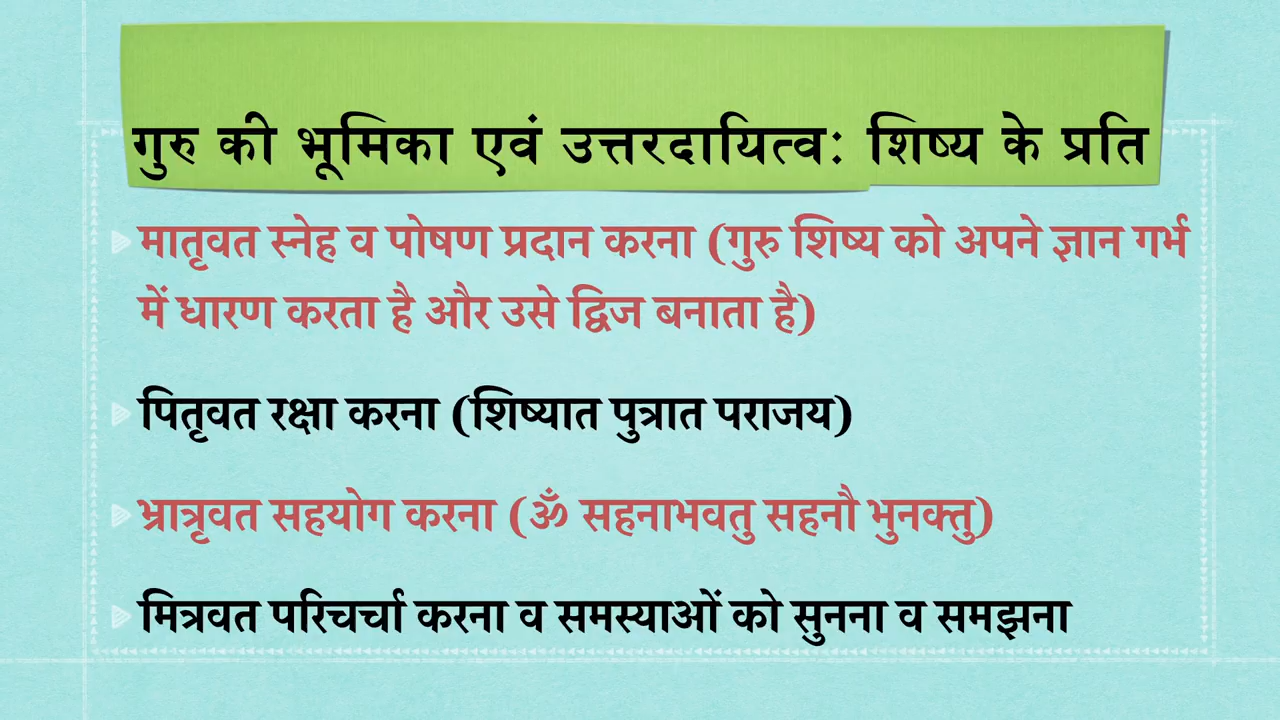 गुरु की भूमिका एवं उत्तरदायित्व: शिष्य के प्रति
मातृवत स्नेह व पोषण प्रदान करना (गुरु शिष्य को अपने ज्ञान गर्भ
में धारण करता है और उसे द्विज बनाता है)
पितृवत रक्षा करना (शिष्यात पुत्रात पराजय)
भ्रातृवत सहयोग करना (ॐ सहनाभवतु सहनौ भुनक्तु)
मित्रवत परिचर्चा करना व समस्याओं को सुनना व समझना